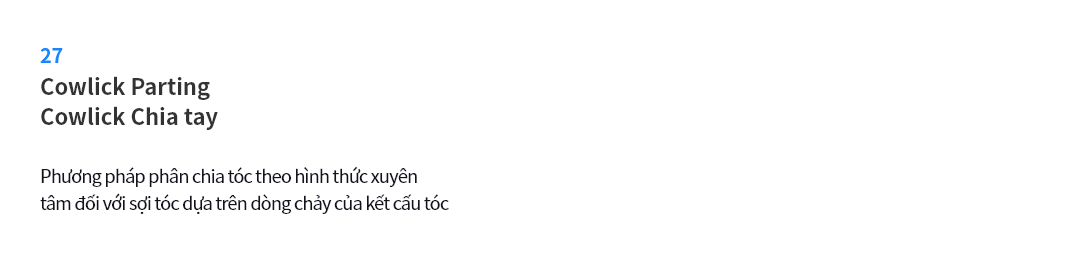 27
Cowlick Parting
Cowlick Chia tay
Phương pháp phân chia tóc theo hình thức xuyên
tâm đối với sợi tóc dựa trên dòng chảy của kết cấu tóc